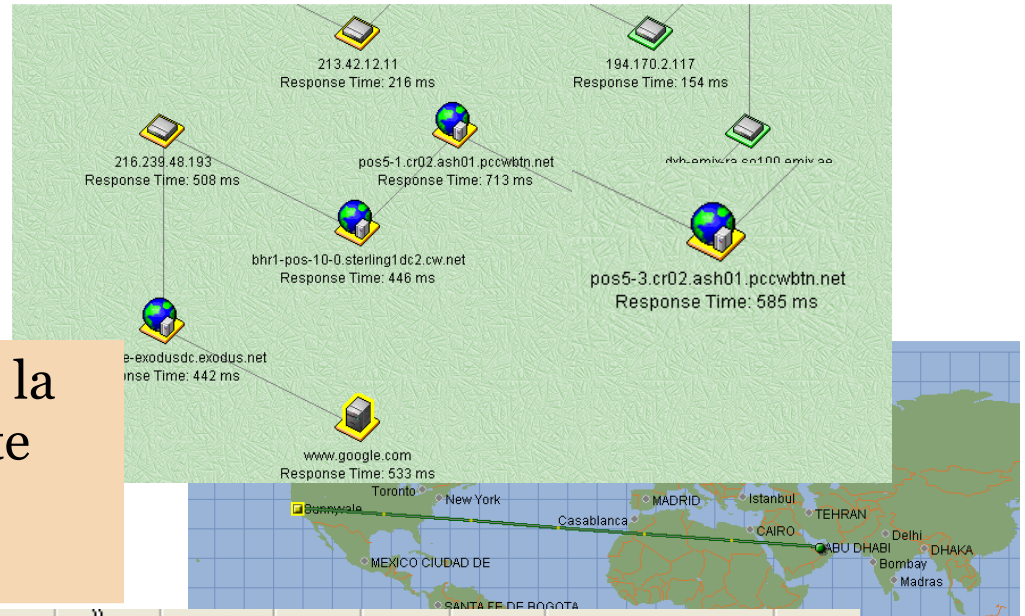 213.42.12.11
Response Time: 216 ms
194.170.2.117
Response Time: 154 ms
216.239.48.193
Response Time: 508 ms
pos5-1.cr02.ash01.pccwbtn.net
Response Time: 713 ms
bhr1-pos-10-0.sterling1dc2.cw.net
Response Time: 446 ms
pos5-3.cr02.ash01.pccwbtn.net
Response Time: 585 ms
e-exodusdc.exodus.net
nse Time: 442 ms
www.google.com
Response Time: 533 ms
la
te
Toronto
New York
Sunnyvale
MADRID
Istanbul
TEHRAN
Casablanca
CAIRO
Delhi
ABU DHABI
DHAKA
Bombay
Madras
MEXICO CIUDAD DE
SANTA FE DE BOGOTA